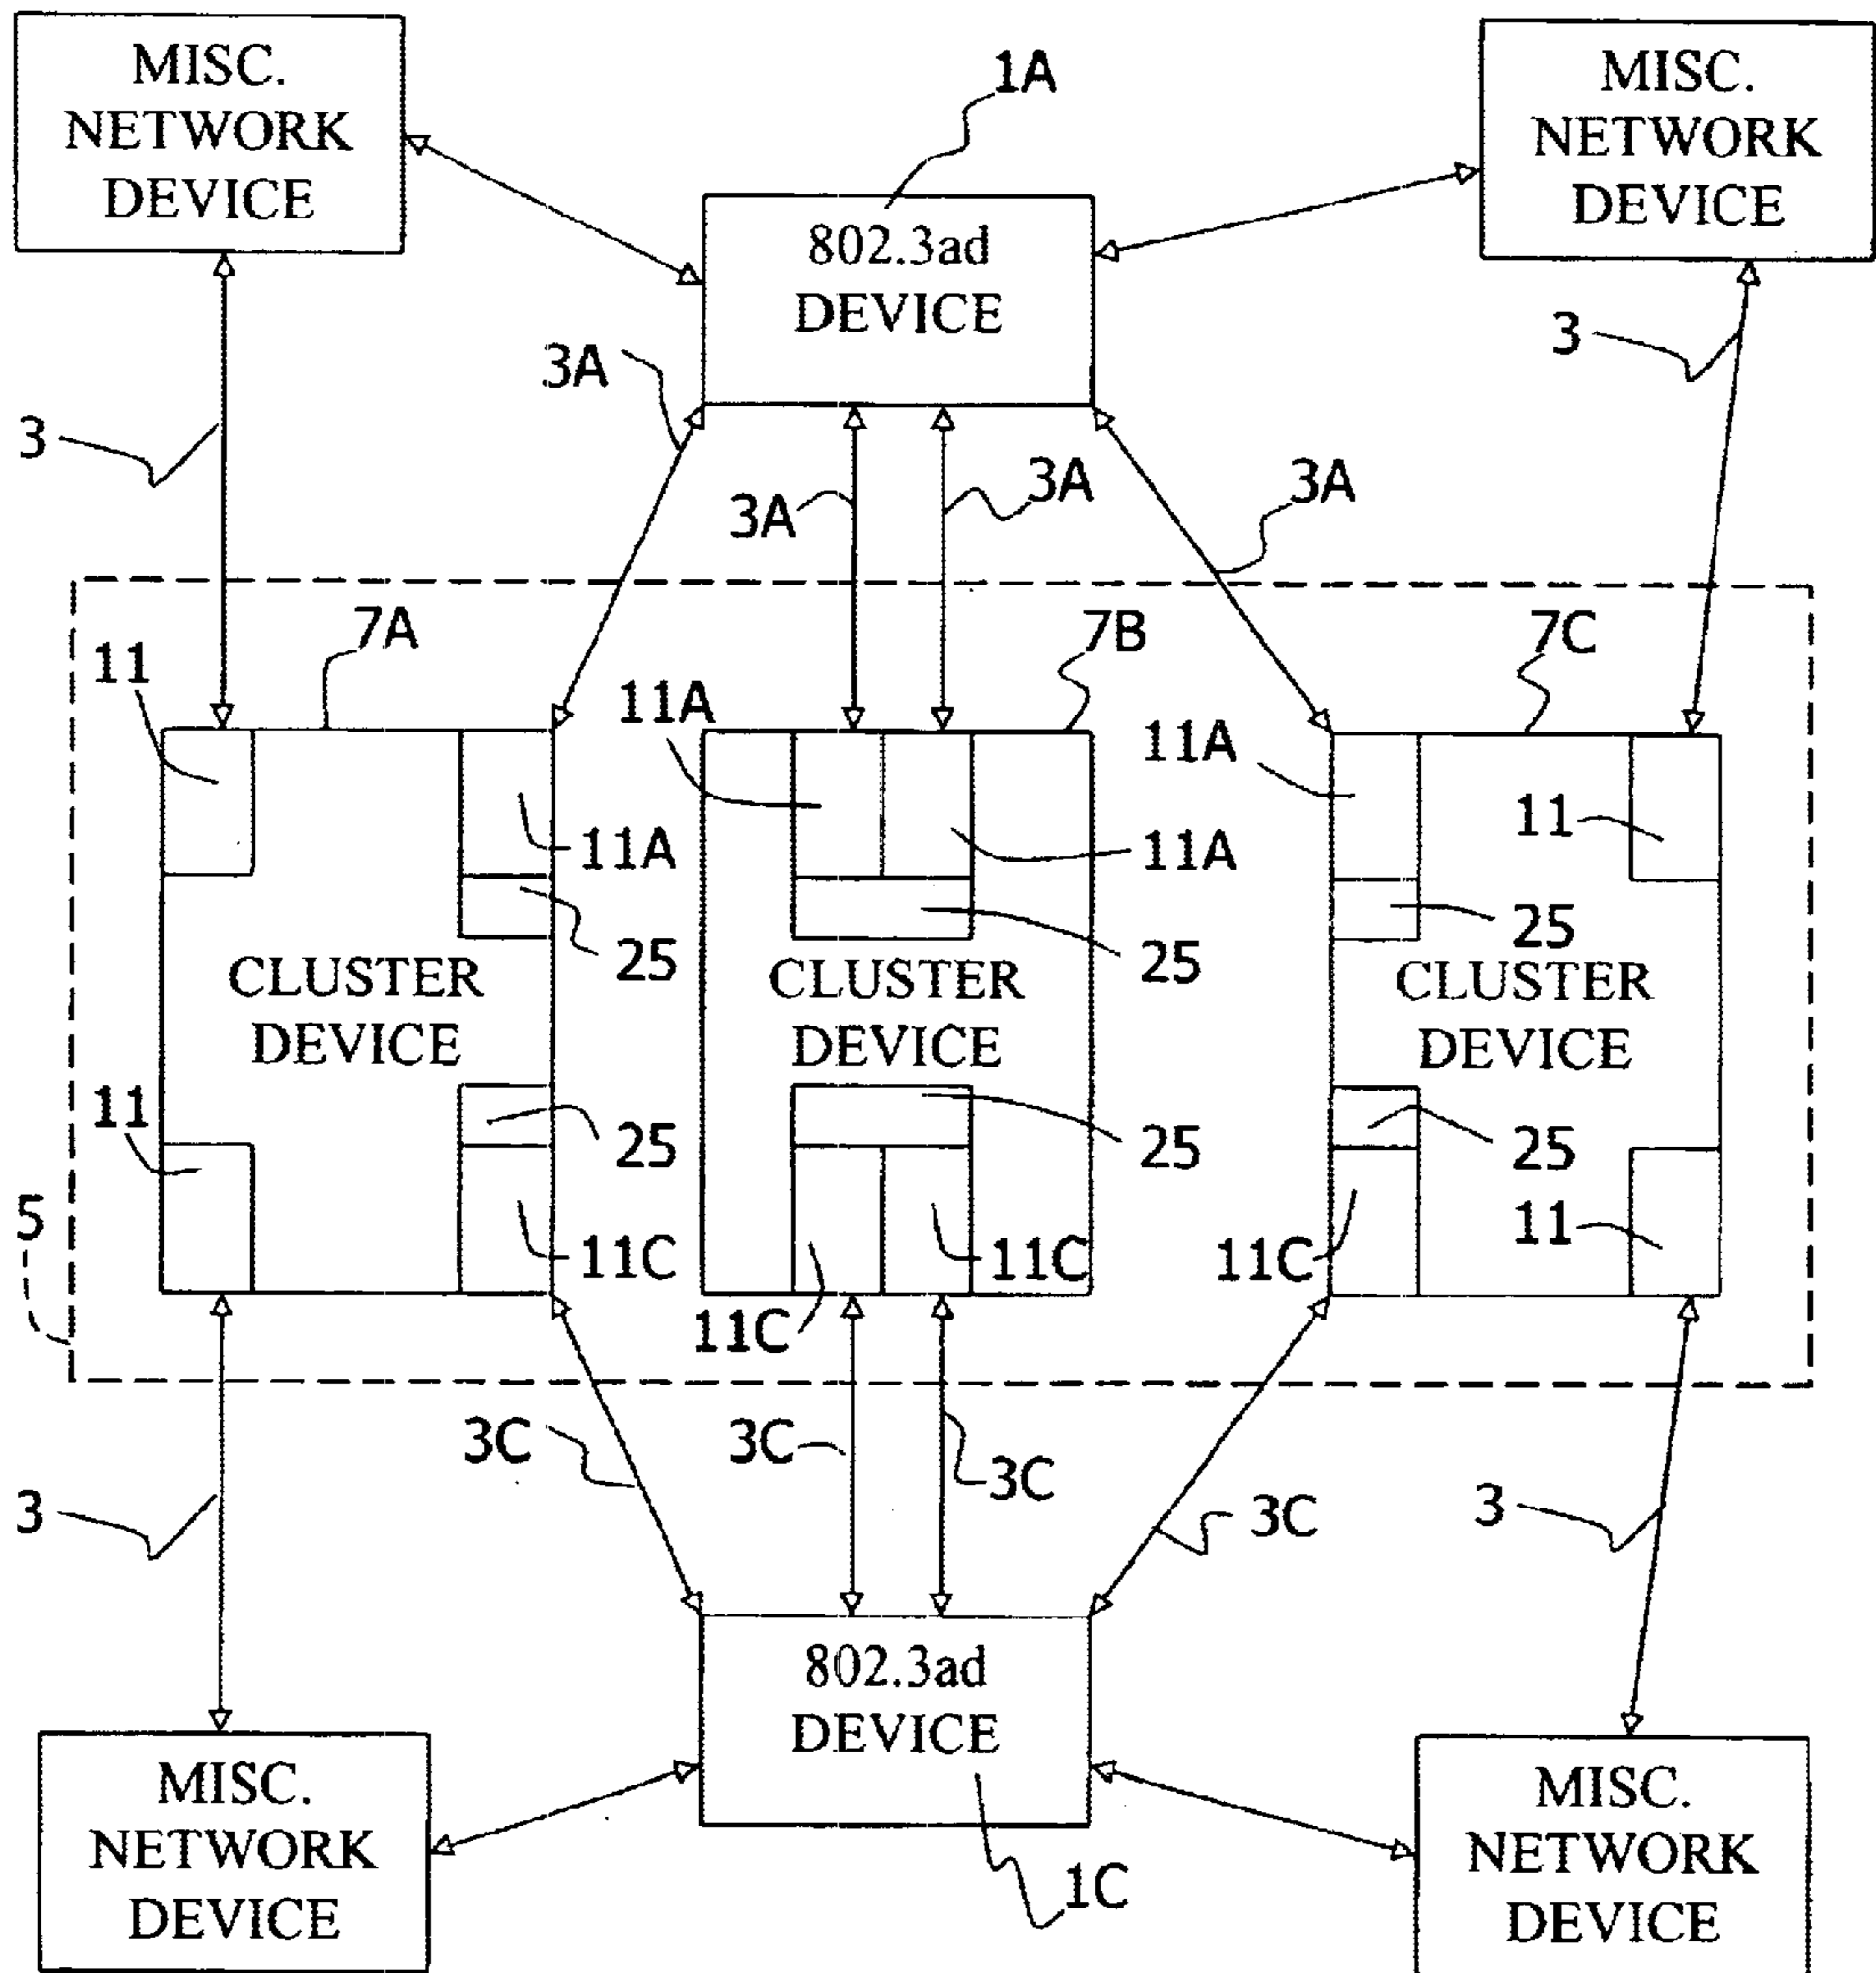 MISC.
NETWORK
DEVICE
1A
MISC.
NETWORK
DEVICE
802.3ad
DEVICE
3
3A
3
3A
3A
3A
7A
7B
7C
11
11A
11A
11A
11A
11
25
25
25
CLUSTER
DEVICE
CLUSTER
DEVICE
CLUSTER
DEVICE
11
25
25
25
5
11C
11C
11C
11C
11
3C
3C
3C
3C
3
3
802.3ad
DEVICE
MISC.
NETWORK
DEVICE
1C
MISC.
NETWORK
DEVICE